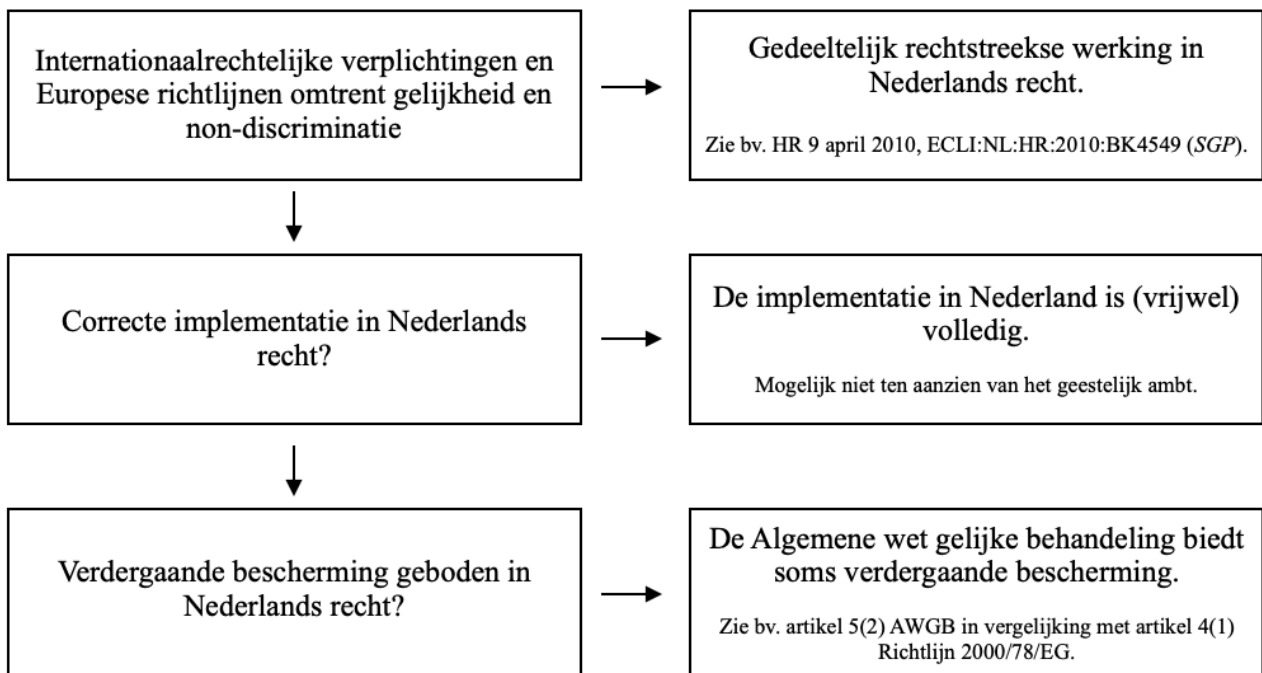 Internationaalrechtelijke verplichtingen en
Europese richtlijnen omtrent gelijkheid en
non-discriminatie
Gedeeltelijk rechtstreekse werking in
Nederlands recht.
Zie bv. HR 9 april 2010, ECLI:NL:HR:2010:BK4549 (SGP).
Correcte implementatie in Nederlands
recht?
De implementatie in Nederland is (vrijwel)
volledig.
Mogelijk niet ten aanzien van het geestelijk ambt.
Verdergaande bescherming geboden in
Nederlands recht?
De Algemene wet gelijke behandeling biedt
soms verdergaande bescherming.
Zie bv. artikel 5(2) AWGB in vergelijking met artikel 4(1)
Richtlijn 2000/78/EG.